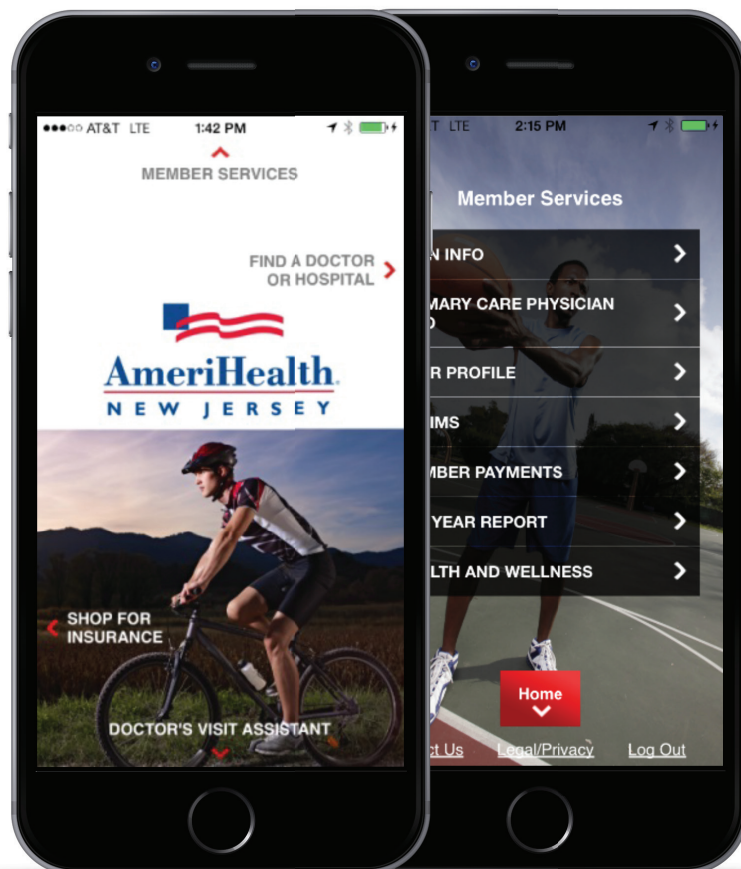 AT&T LTE 1:42 PM
MEMBER SERVICES
FIND A DOCTOR
OR HOSPITAL
AmeriHealth
NEW JERSEY
SHOP FOR
INSURANCE
DOCTOR'S VISIT ASSISTANT
T LTE 2:15 PM
Member Services
N INFO
MARY CARE PHYSICIAN
R PROFILE
IMS
MBER PAYMENTS
YEAR REPORT
LTH AND WELLNESS
Home
ct Us Legal/Privacy Log Out